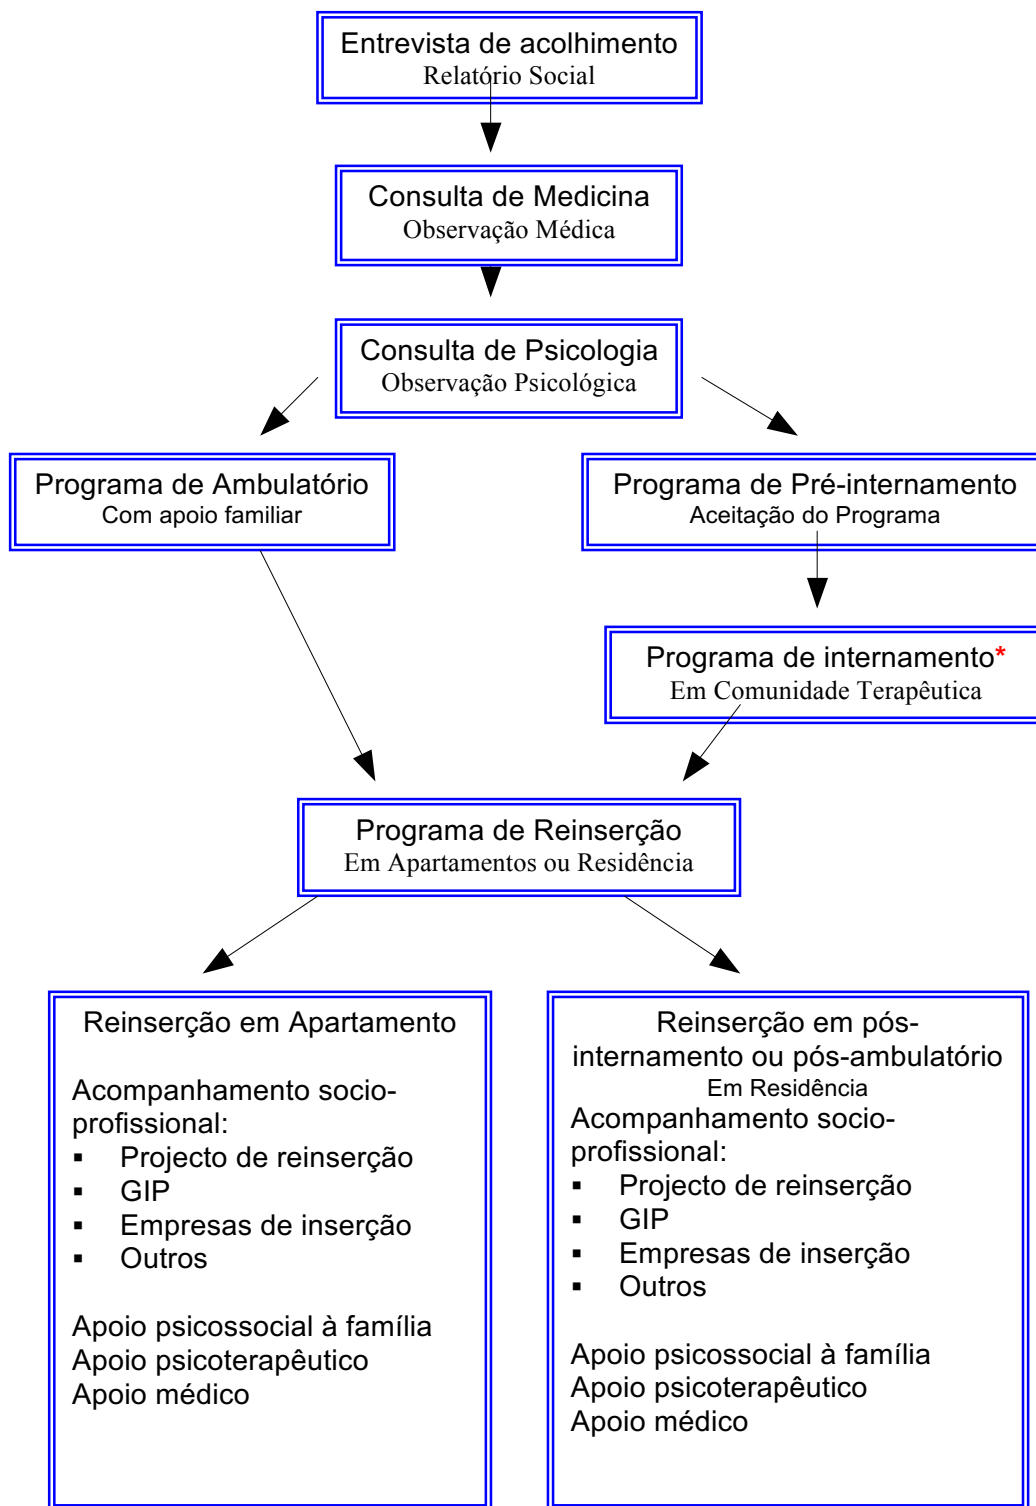 Entrevista de acolhimento
Relatório Social
Consulta de Medicina
Observação Médica
Consulta de Psicologia
Observação Psicológica
Programa de Ambulatório
Com apoio familiar
Programa de Pré-internamento
Aceitação do Programa
Programa de internamento*
Em Comunidade Terapêutica
Programa de Reinserção
Em Apartamentos ou Residência
Reinserção em Apartamento
Acompanhamento socio-
profissional:
▪ Projecto de reinserção
▪ GIP
▪ Empresas de inserção
▪ Outros
Apoio psicossocial à família
Apoio psicoterapêutico
Apoio médico
Reinserção em pós-
internamento ou pós-ambulatório
Em Residência
Acompanhamento socio-
profissional:
▪ Projecto de reinserção
▪ GIP
▪ Empresas de inserção
▪ Outros
Apoio psicossocial à família
Apoio psicoterapêutico
Apoio médico